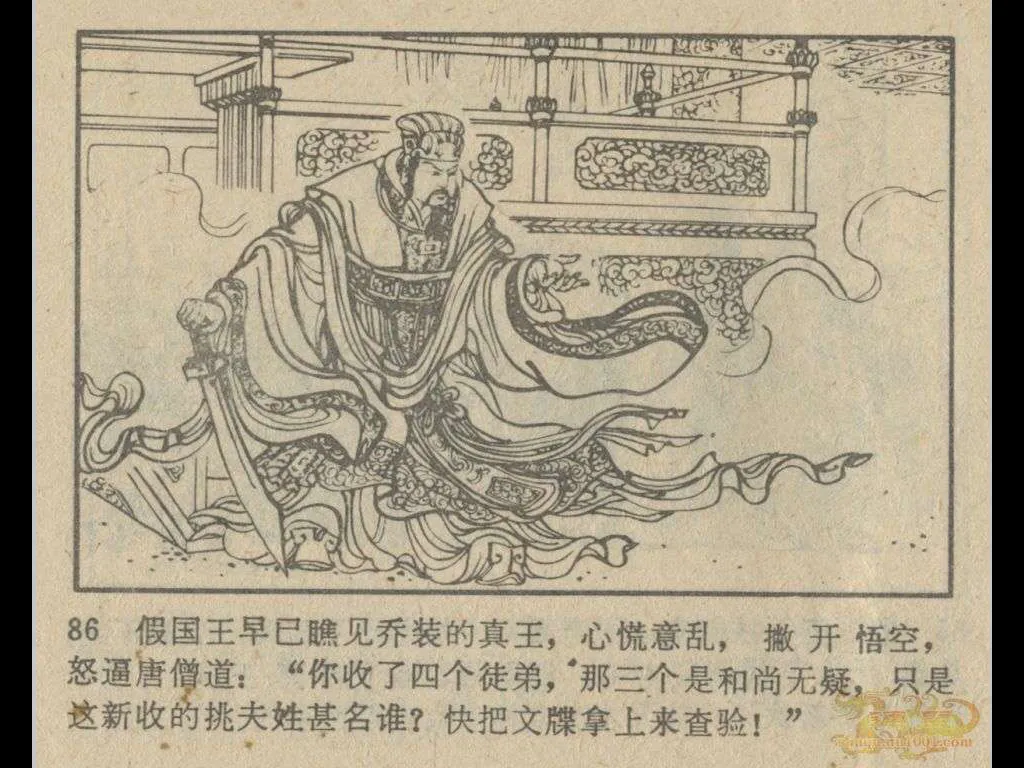 86 假国王早已瞧见乔装的真王，心慌意乱，撇开悟空，
怒逼唐僧道：“你收了四个徒弟，那三个是和尚无疑，只是
这新收的挑夫姓甚名谁？快把文牒拿上来查验！”